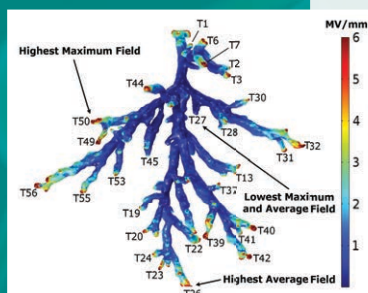 T1
MV/mm
T6
6
Highest Maximum Field
T7
T2
T3
5
T44
T30
T50
T27
T28
4
T49
T32
T31
T45
3
T56
T55
T53
T13
T37
Lowest Maximum
and Average Field
T19
2
T20
T40
T41
T39
T22
T24
T42
1
T23
Highest Average Field